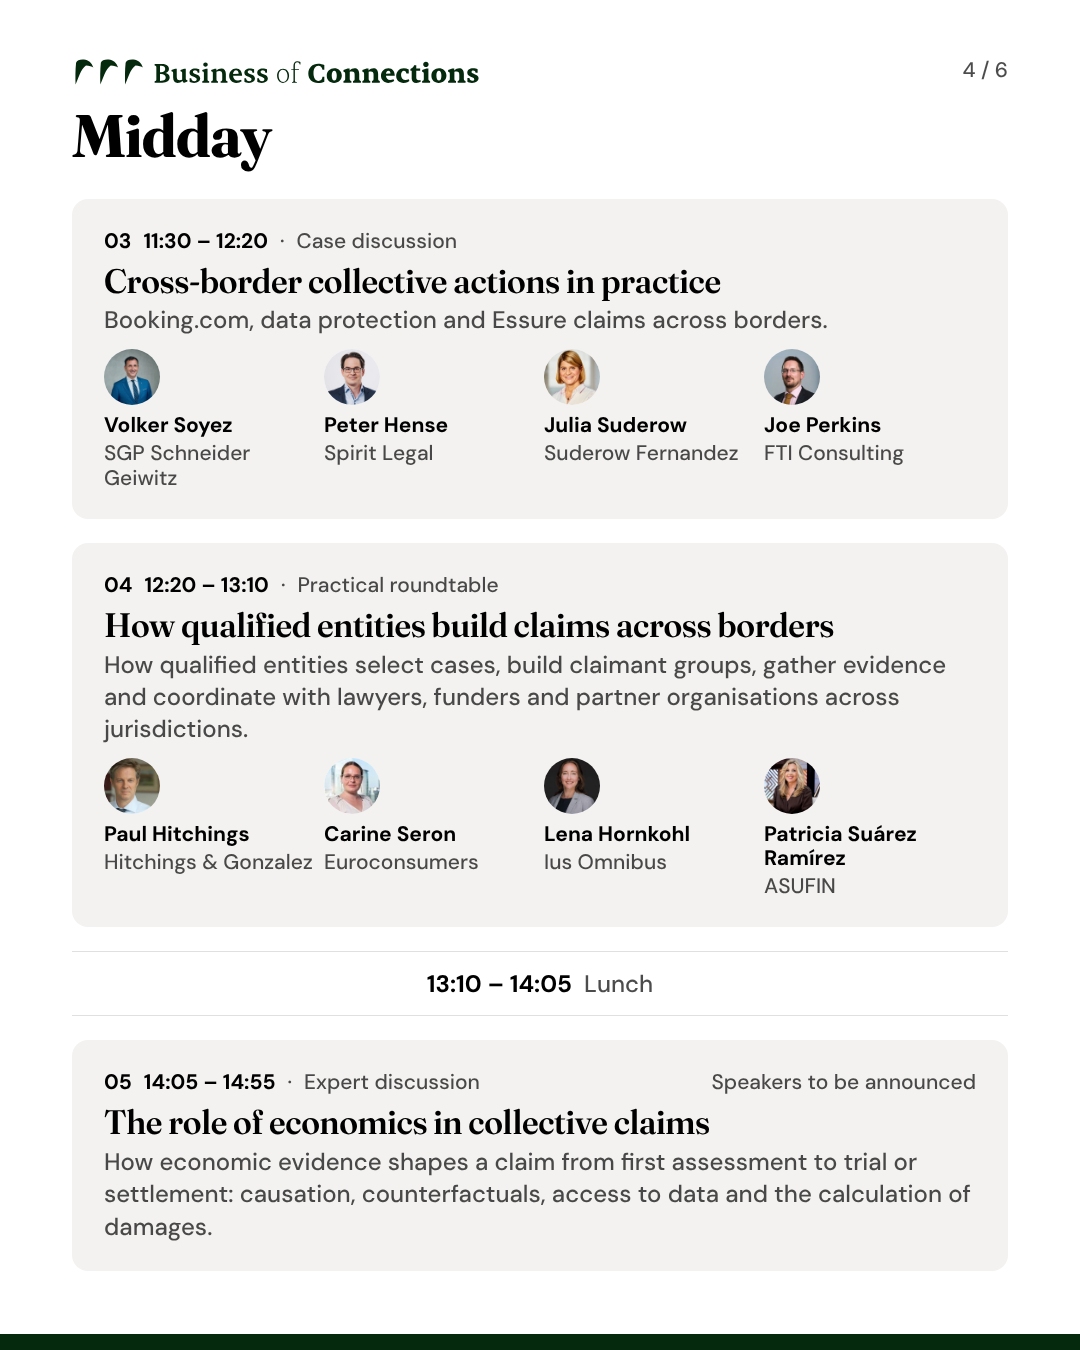 Business of Connections
4 / 6
Midday
03 11:30 – 12:20 · Case discussion
Cross-border collective actions in practice
Booking.com, data protection and Essure claims across borders.
Volker Soyez
SGP Schneider
Geiwitz
Peter Hense
Spirit Legal
Julia Suderow
Suderow Fernandez
Joe Perkins
FTI Consulting
04 12:20 – 13:10 · Practical roundtable
How qualified entities build claims across borders
How qualified entities select cases, build claimant groups, gather evidence
and coordinate with lawyers, funders and partner organisations across
jurisdictions.
Paul Hitchings
Hitchings & Gonzalez
Carine Seron
Euroconsumers
Lena Hornkohl
Ius Omnibus
Patricia Suárez
Ramírez
ASUFIN
13:10 – 14:05 Lunch
05 14:05 – 14:55 · Expert discussion
Speakers to be announced
The role of economics in collective claims
How economic evidence shapes a claim from first assessment to trial or
settlement: causation, counterfactuals, access to data and the calculation of
damages.